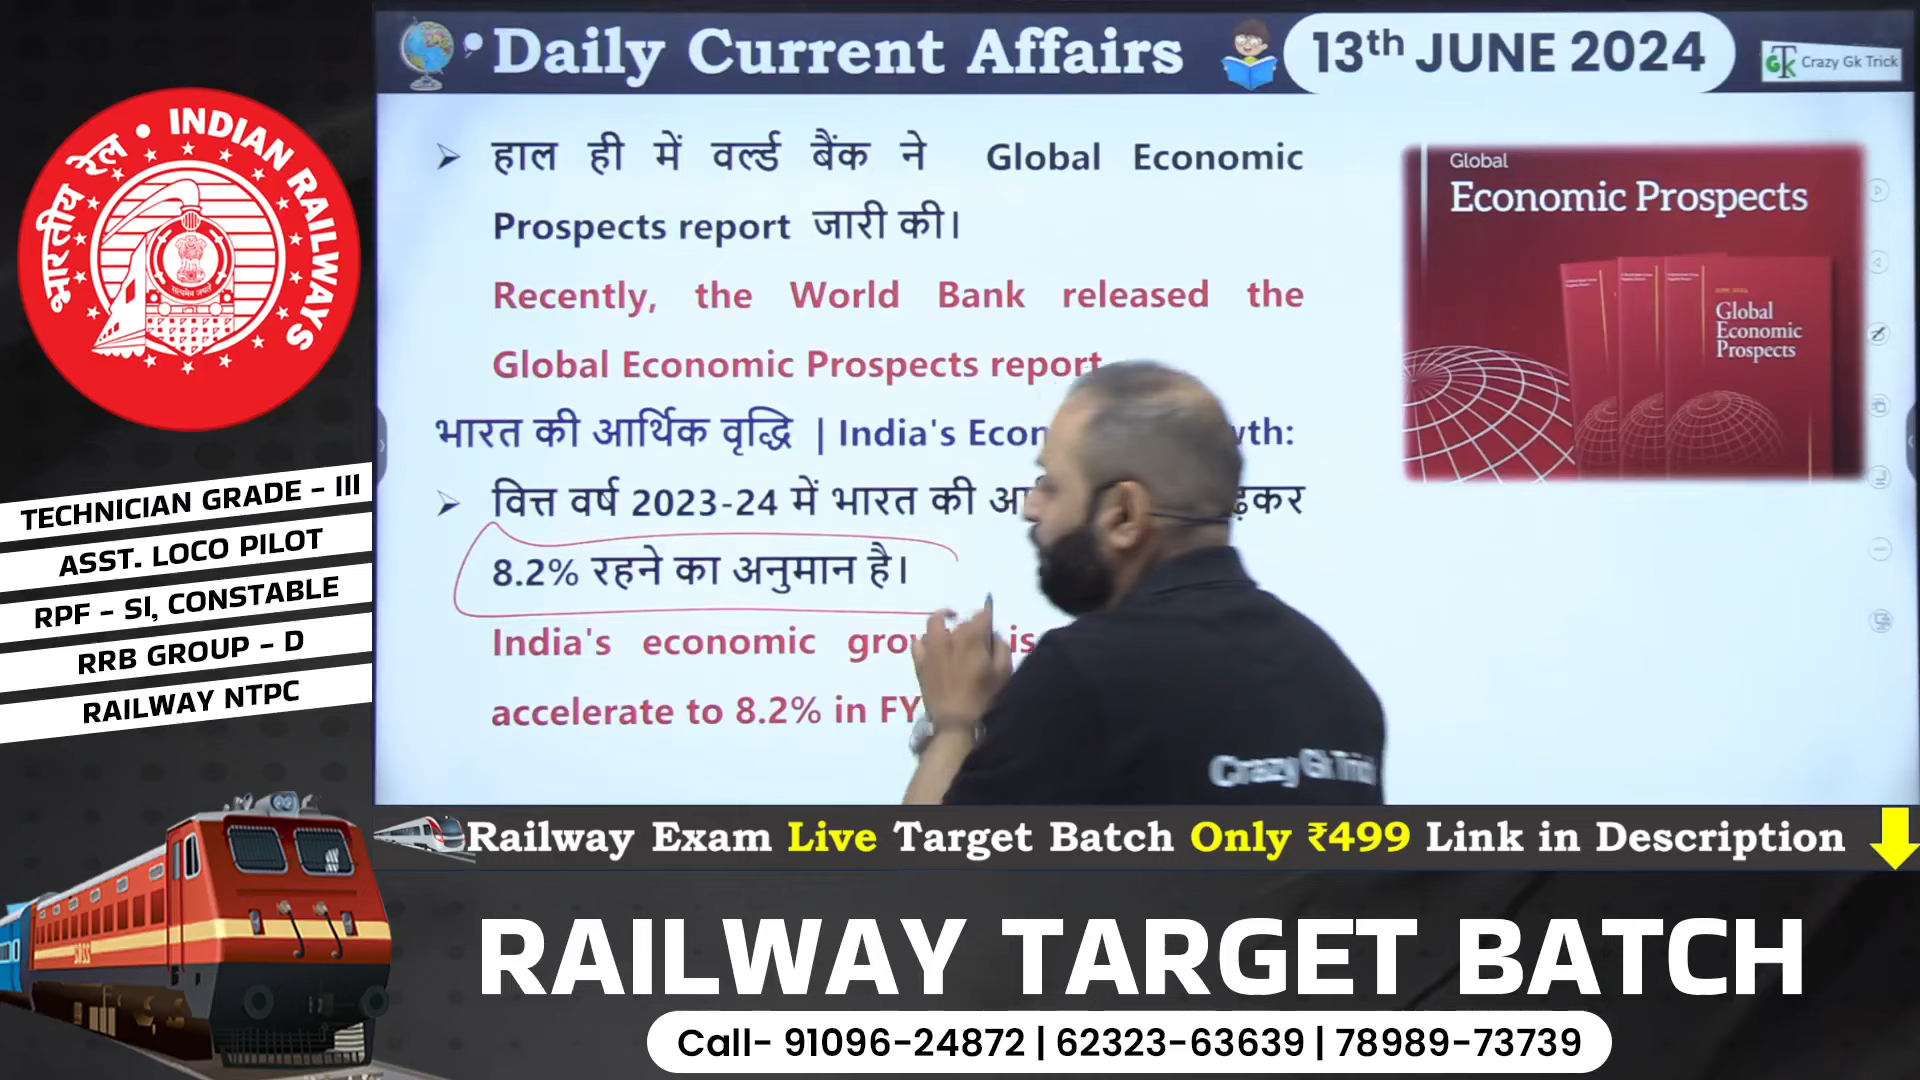 • Daily Current Affairs
13th JUNE 2024
GTK Crazy Gk Trick
भारतीय रेल • INDIAN RAILWAYS
TECHNICIAN GRADE – III
ASST. LOCO PILOT
RPF – SI, CONSTABLE
RRB GROUP – D
RAILWAY NTPC
➢ हाल ही में वर्ल्ड बैंक ने Global Economic
Prospects report जारी की।
Recently, the World Bank released the
Global Economic Prospects report
भारत की आर्थिक वृद्धि | India's
➢ वित्त वर्ष 2023-24 में भारत की
8.2% रहने का अनुमान है।
India's economic is
accelerate to 8.2% in FY
Global
Economic Prospects
Global
Economic
Prospects
Crazy Gk
Railway Exam Live Target Batch Only ₹499 Link in Description
RAILWAY TARGET BATCH
Call- 91096-24872 | 62323-63639 | 78989-73739